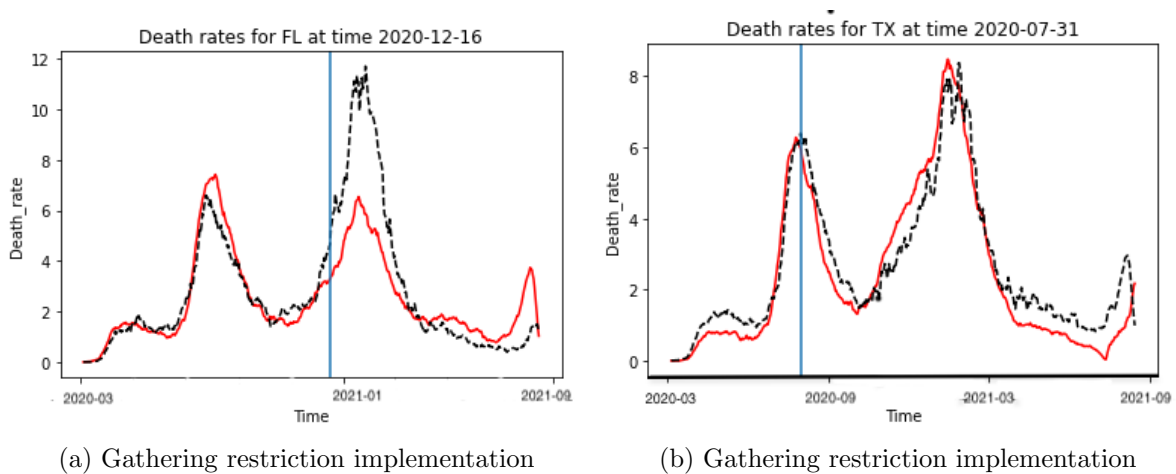 Death rates for FL at time 2020-12-16
12
10
8
6
4
2
0
Death_rate
2020-03
2021-01
2021-09
Time
(a) Gathering restriction implementation
Death rates for TX at time 2020-07-31
8
6
4
2
0
Death_rate
2020-03
2020-09
2021-03
2021-09
Time
(b) Gathering restriction implementation